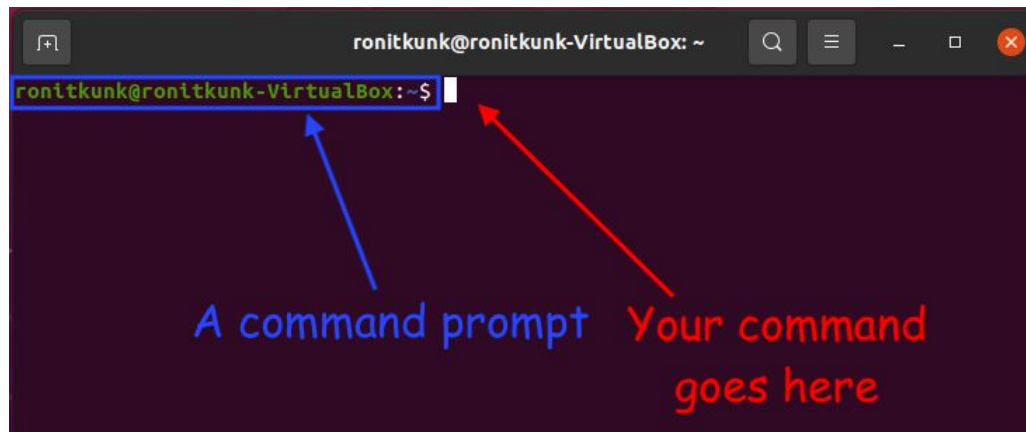 ronitkunk@ronitkunk-VirtualBox: ~
ronitkunk@ronitkunk-VirtualBox:~$
A command prompt
Your command
goes here